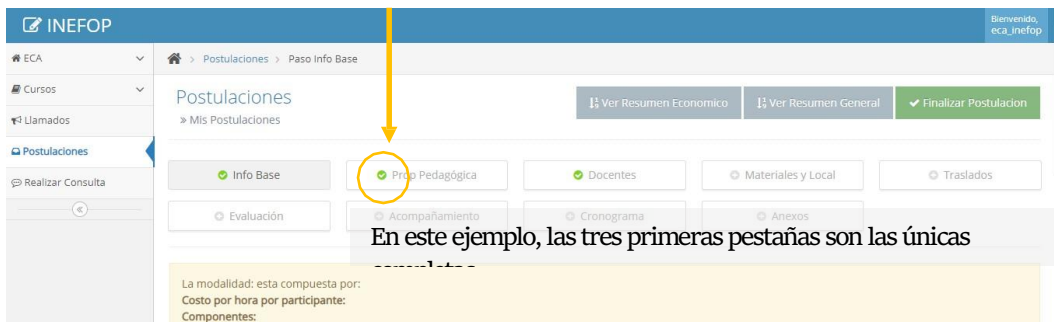 INEFOP
Bienvenido,
eca_inefop
ECA
Postulaciones > Paso Info Base
Cursos
Llamados
Postulaciones
Realizar Consulta
Postulaciones
» Mis Postulaciones
Ver Resumen Economico
Ver Resumen General
Finalizar Postulacion
Info Base
Prop Pedagógica
Docentes
Materiales y Local
Traslados
Evaluación
Acompañamiento
Cronograma
Anexos
En este ejemplo, las tres primeras pestañas son las únicas
La modalidad: esta compuesta por:
Costo por hora por participante:
Componentes: